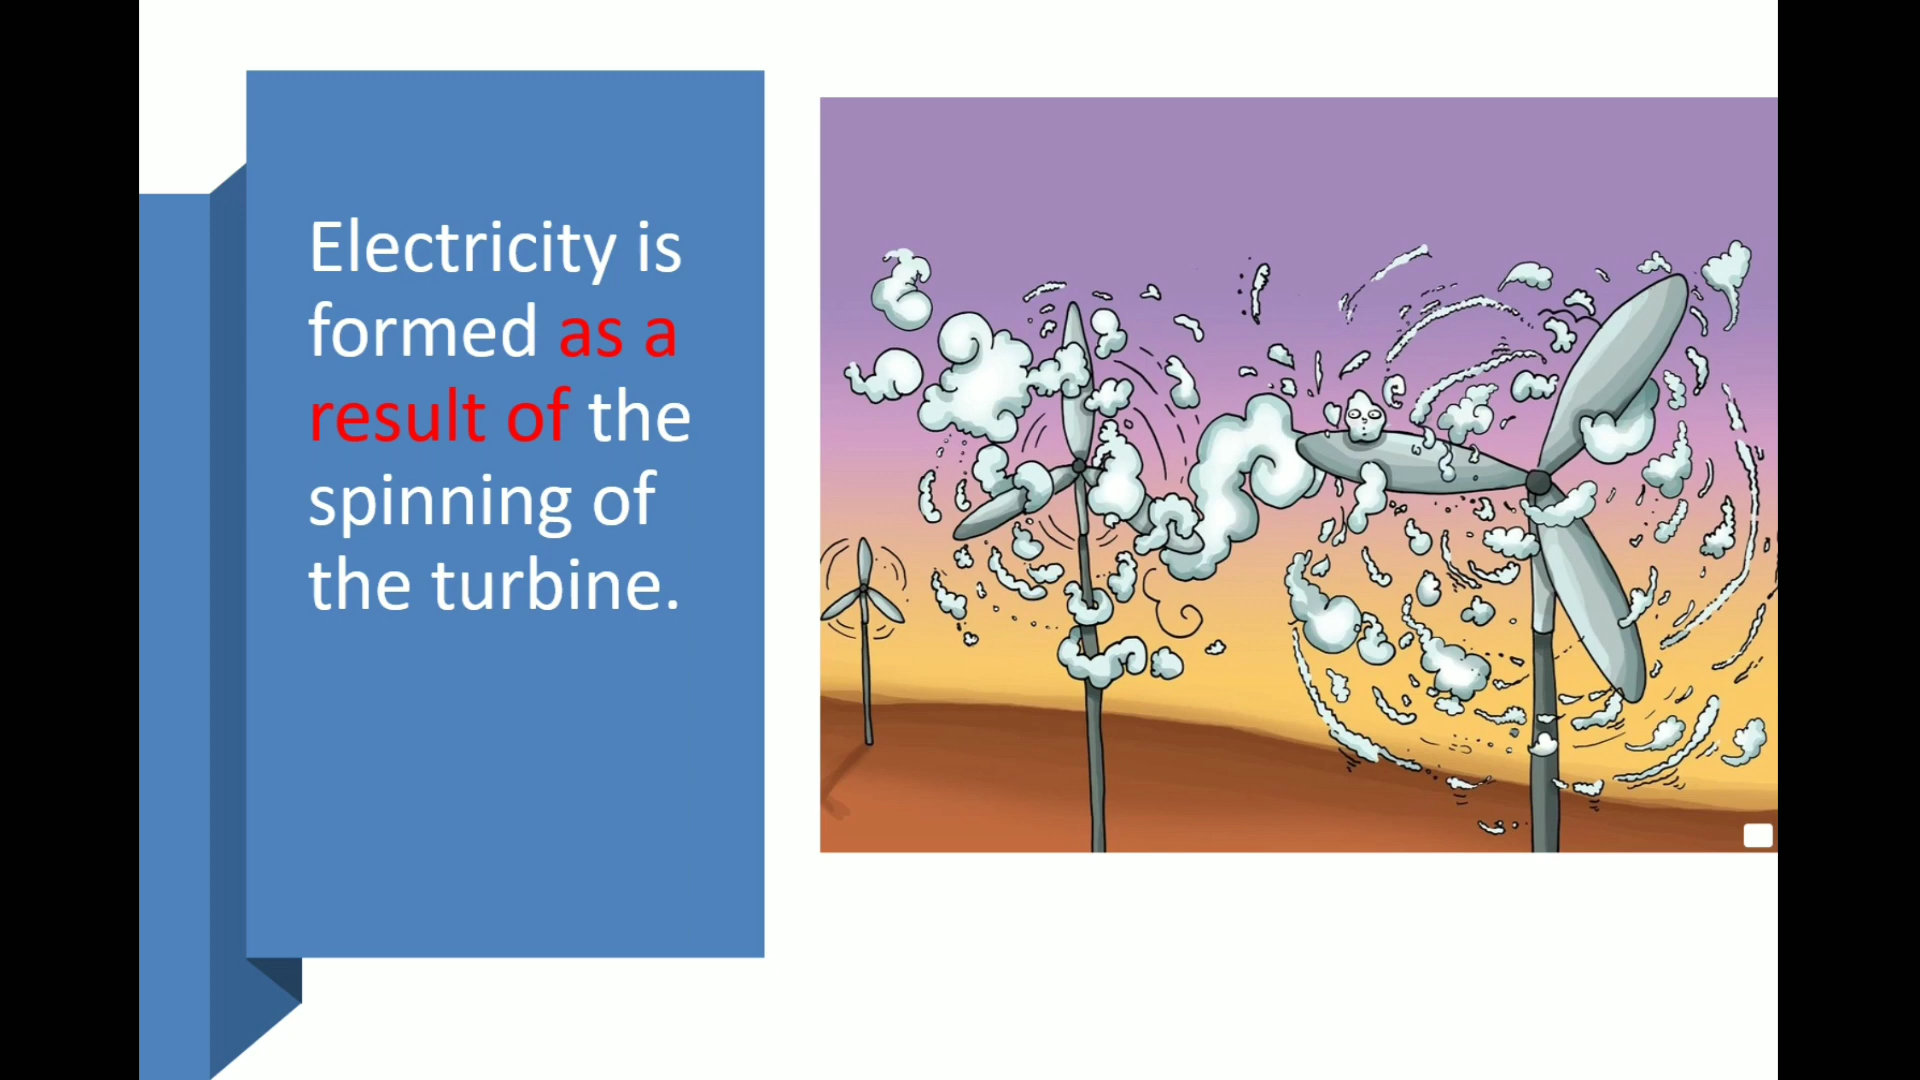 Electricity is
formed as a
result of the
spinning of
the turbine.